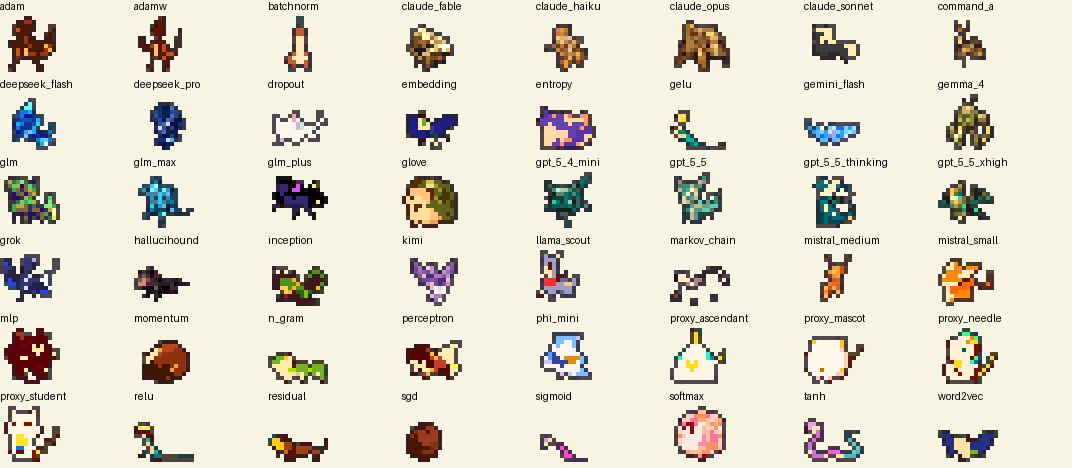 adam adamw batchnorm claude_fable claude_haiku claude_opus claude_sonnet command_a
deepseek_flash deepseek_pro dropout embedding entropy gelu gemini_flash gemma_4
glm glm_max glm_plus glove gpt_5_4_mini gpt_5_5 gpt_5_5_thinking gpt_5_5_xhigh
grok hallucihound inception kimi llama_scout markov_chain mistral_medium mistral_small
mlp momentum n_gram perceptron phi_mini proxy_ascendant proxy_mascot proxy_needle
proxy_student relu residual sgd sigmoid softmax tanh word2vec